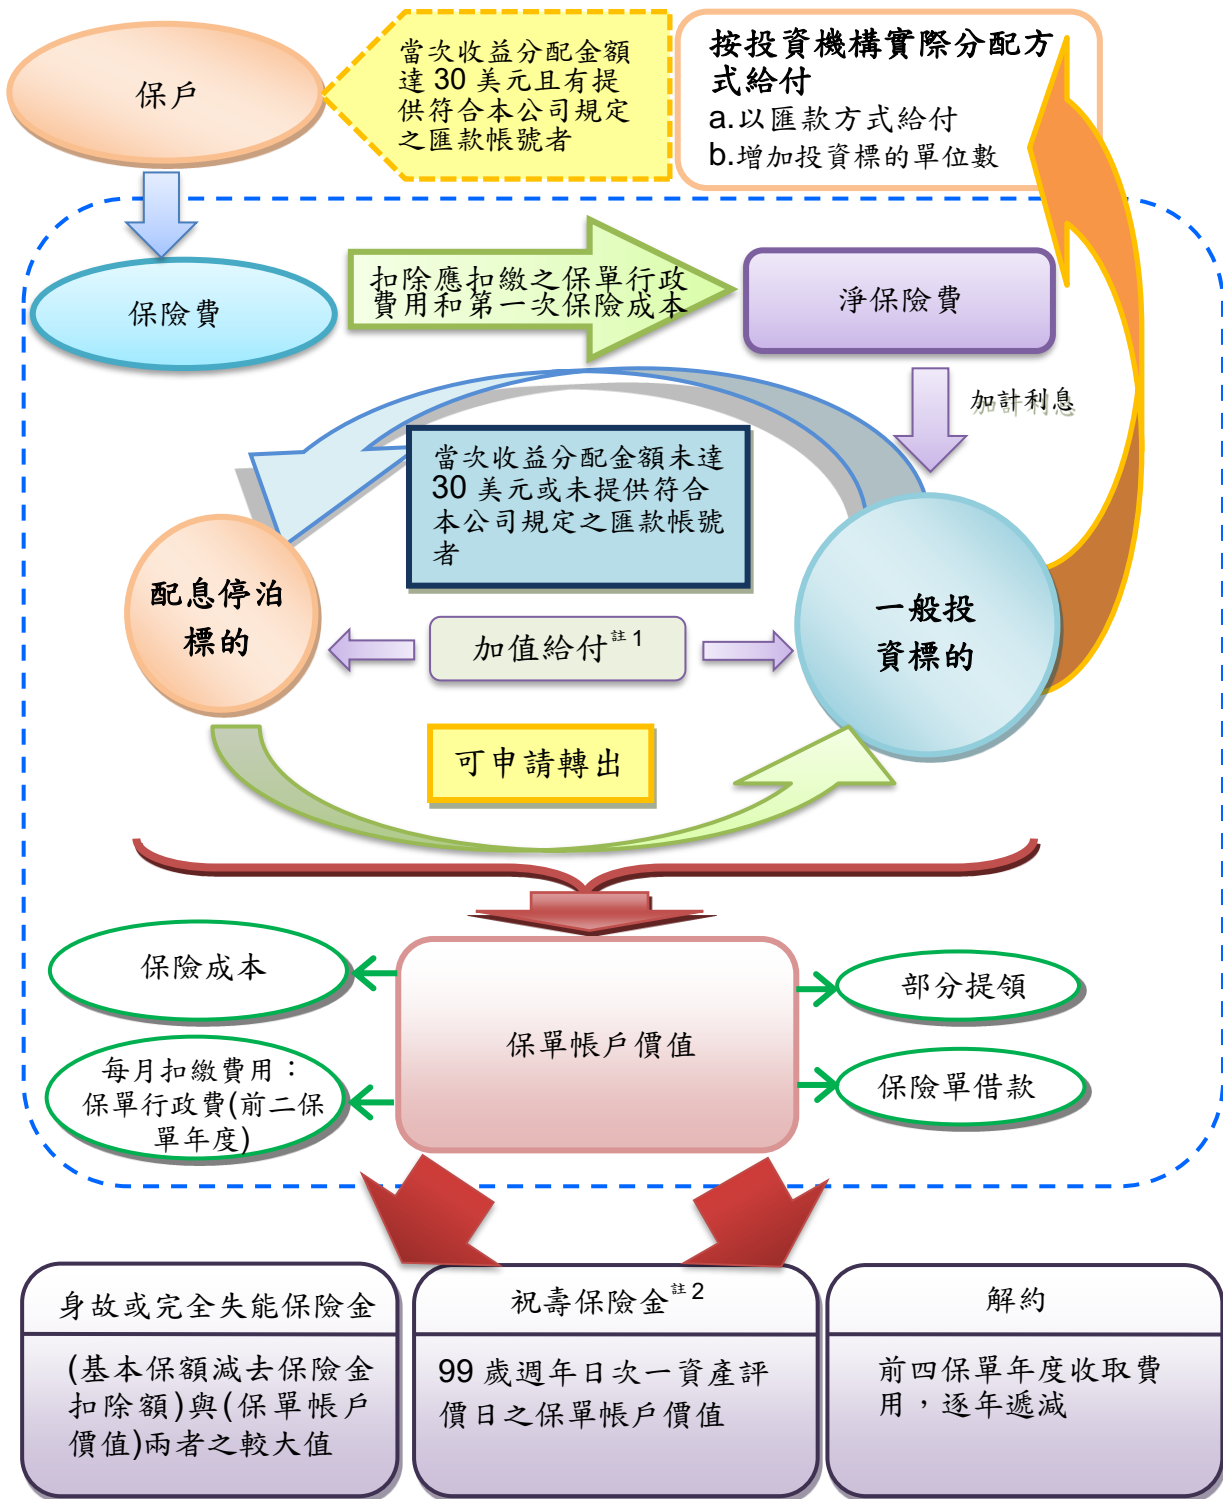 保戶
當次收益分配金額
達 30 美元且有提
供符合本公司規定
之匯款帳號者
按投資機構實際分配方
式給付
a.以匯款方式給付
b.增加投資標的單位數
保險費
扣除應扣繳之保單行政
費用和第一次保險成本
淨保險費
加計利息
當次收益分配金額未達
30 美元或未提供符合
本公司規定之匯款帳號
者
配息停泊
標的
加值給付註 1
一般投
資標的
可申請轉出
保險成本
每月扣繳費用：
保單行政費(前二保
單年度)
保單帳戶價值
部分提領
保險單借款
身故或完全失能保險金
(基本保額減去保險金
扣除額)與(保單帳戶
價值)兩者之較大值
祝壽保險金註 2
99 歲週年日次一資產評
價日之保單帳戶價值
解約
前四保單年度收取費
用，逐年遞減